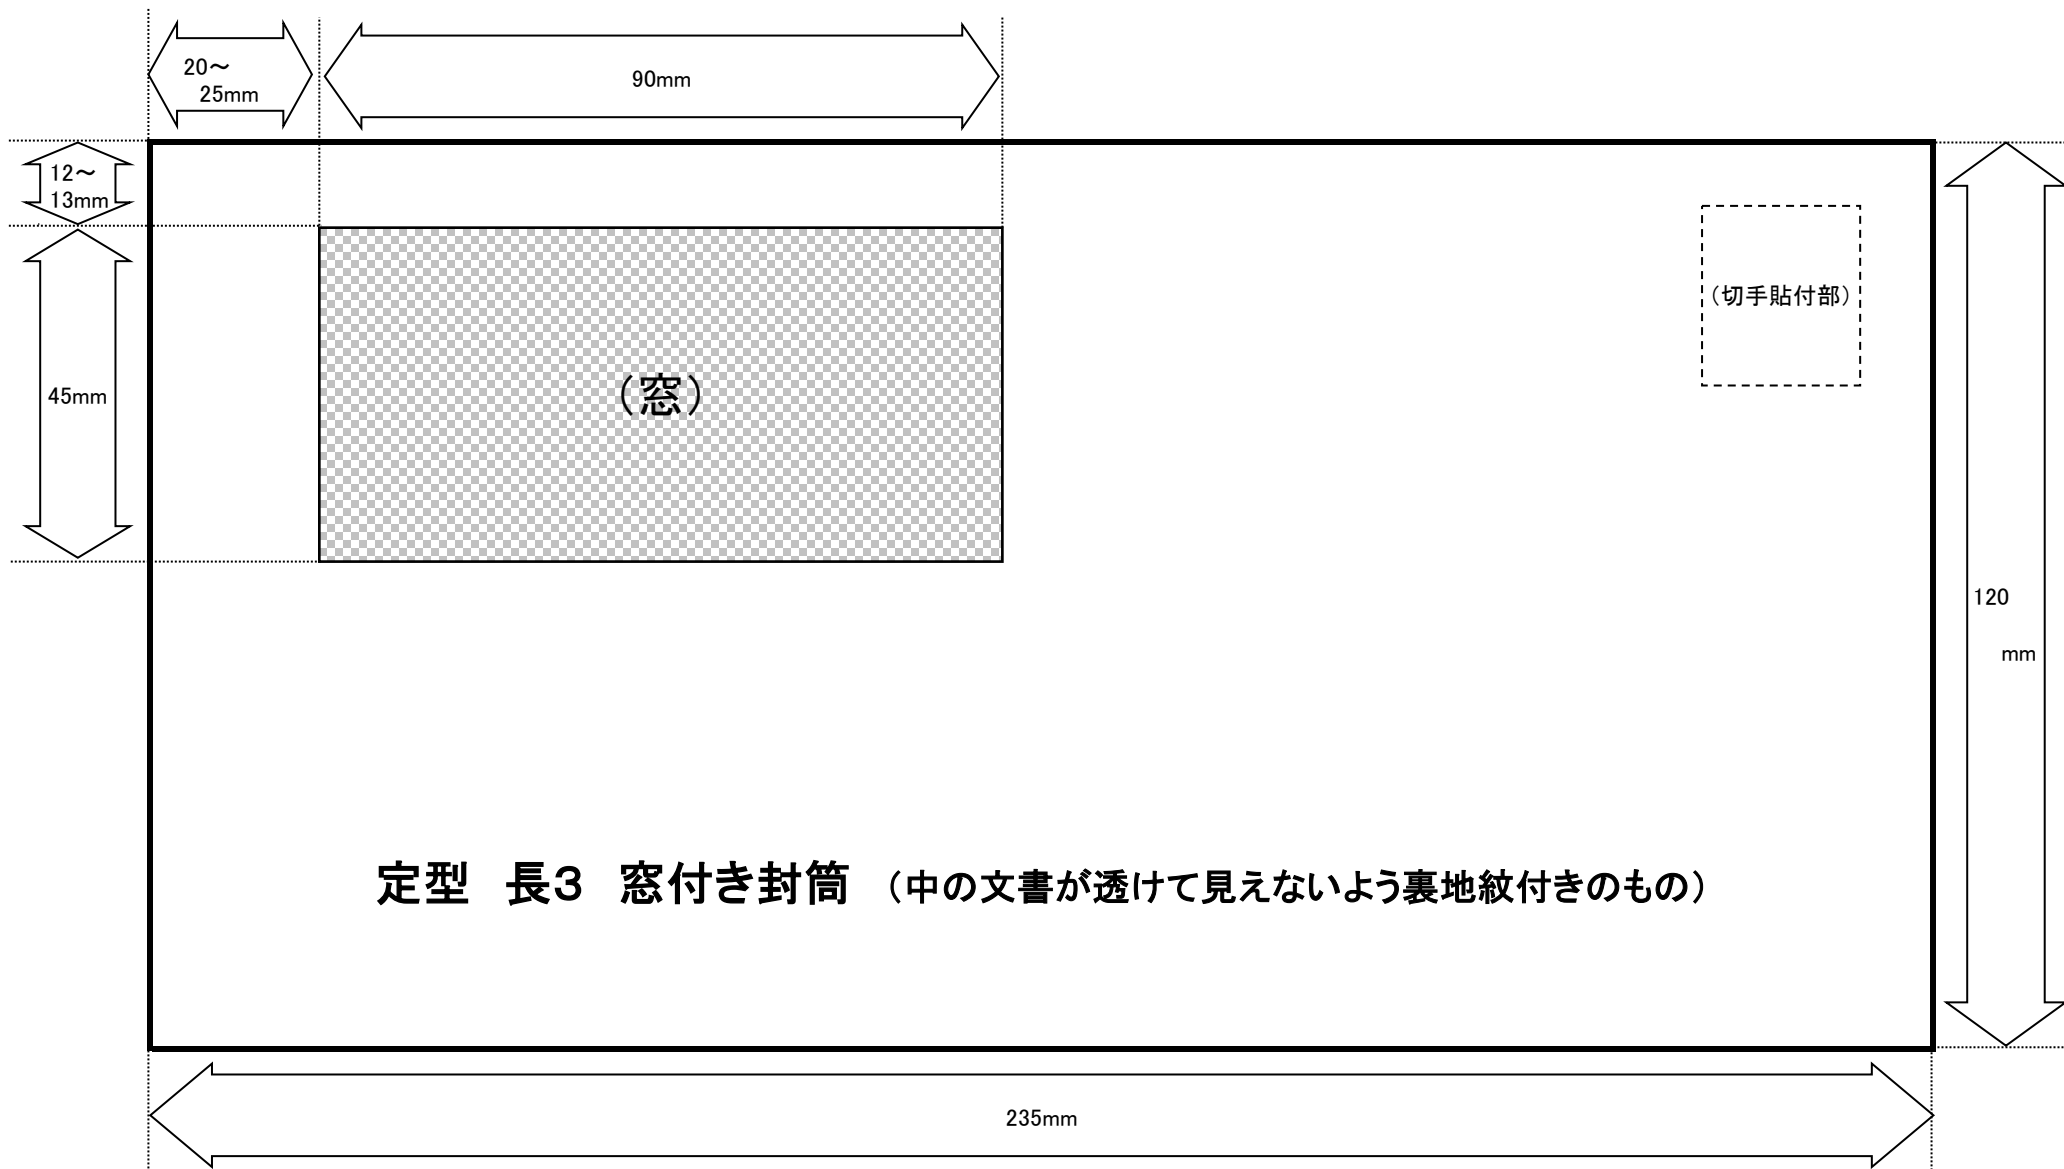 20～
25mm
90mm
12～
13mm
（切手貼付部）
45mm
（窓）
120
mm
定型　長３　窓付き封筒　（中の文書が透けて見えないよう裏地紋付きのもの）
235mm